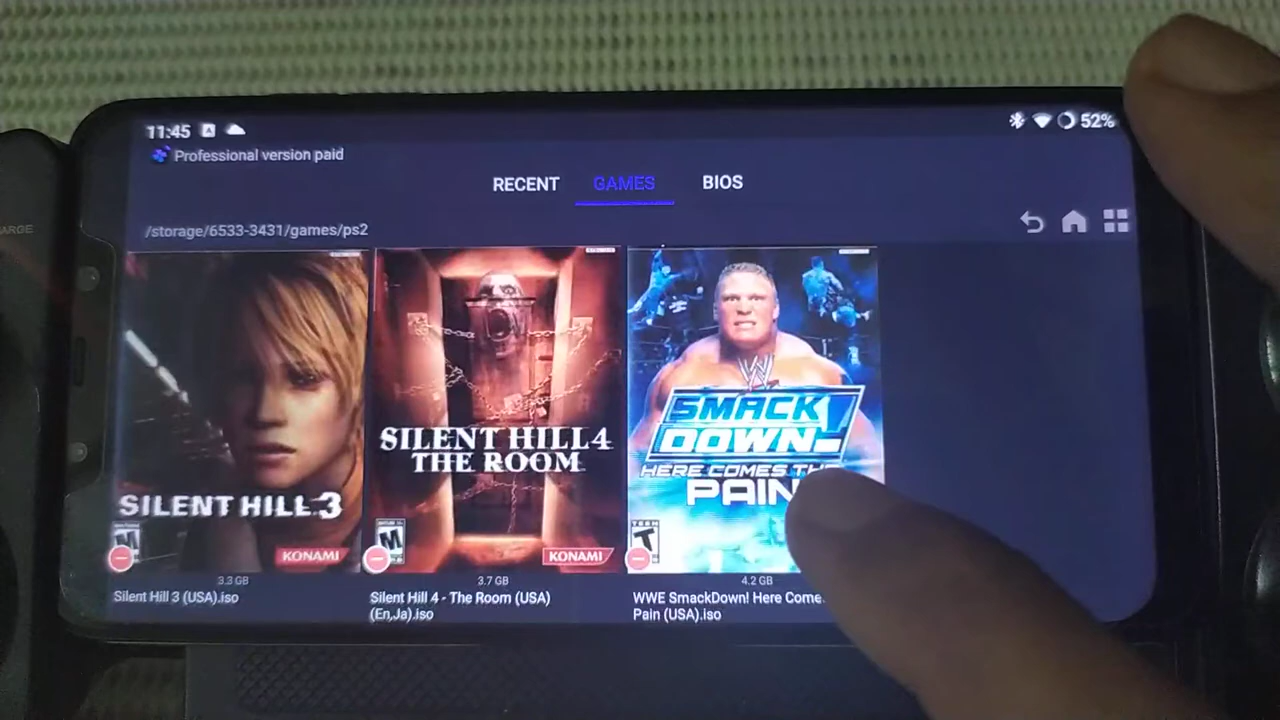 ARGE
11:45
52%
Professional version paid
RECENT GAMES BIOS
/storage/6533-3431/games/ps2
SILENT HILL 3
M
KONAMI
3.3 GB
Silent Hill 3 (USA).iso
SILENT HILL 4
THE ROOM
M
KONAMI
3.7 GB
Silent Hill 4 - The Room (USA)
(En,Ja).iso
W
SMACK
DOWN!
HERE COMES THE
PAIN
TEEN
T
4.2 GB
WWE SmackDown! Here Come
Pain (USA).iso